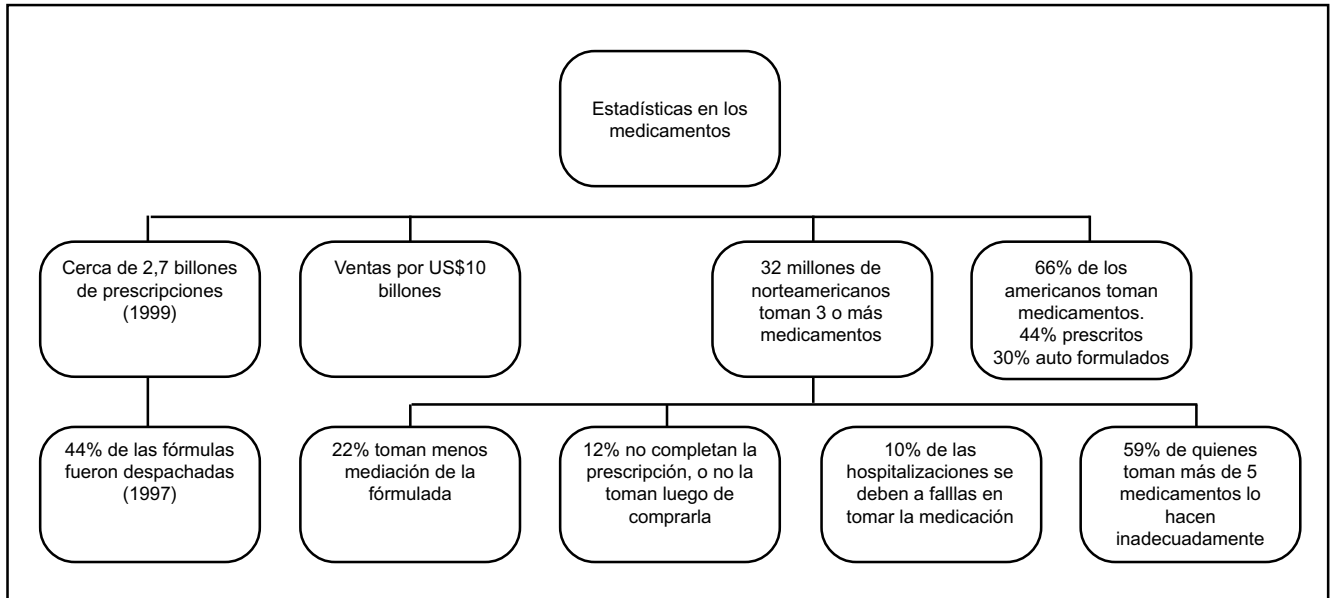 Estadísticas en los
medicamentos
Cerca de 2,7 billones
de prescripciones
(1999)
Ventas por US$10
billones
32 millones de
norteamericanos
toman 3 o más
medicamentos
66% de los
americanos toman
medicamentos.
44% prescritos
30% auto formulados
44% de las fórmulas
fueron despachadas
(1997)
22% toman menos
mediación de la
fórmulada
12% no completan la
prescripción, o no la
toman luego de
comprarla
10% de las
hospitalizaciones se
deben a falllas en
tomar la medicación
59% de quienes
toman más de 5
medicamentos lo
hacen
inadecuadamente